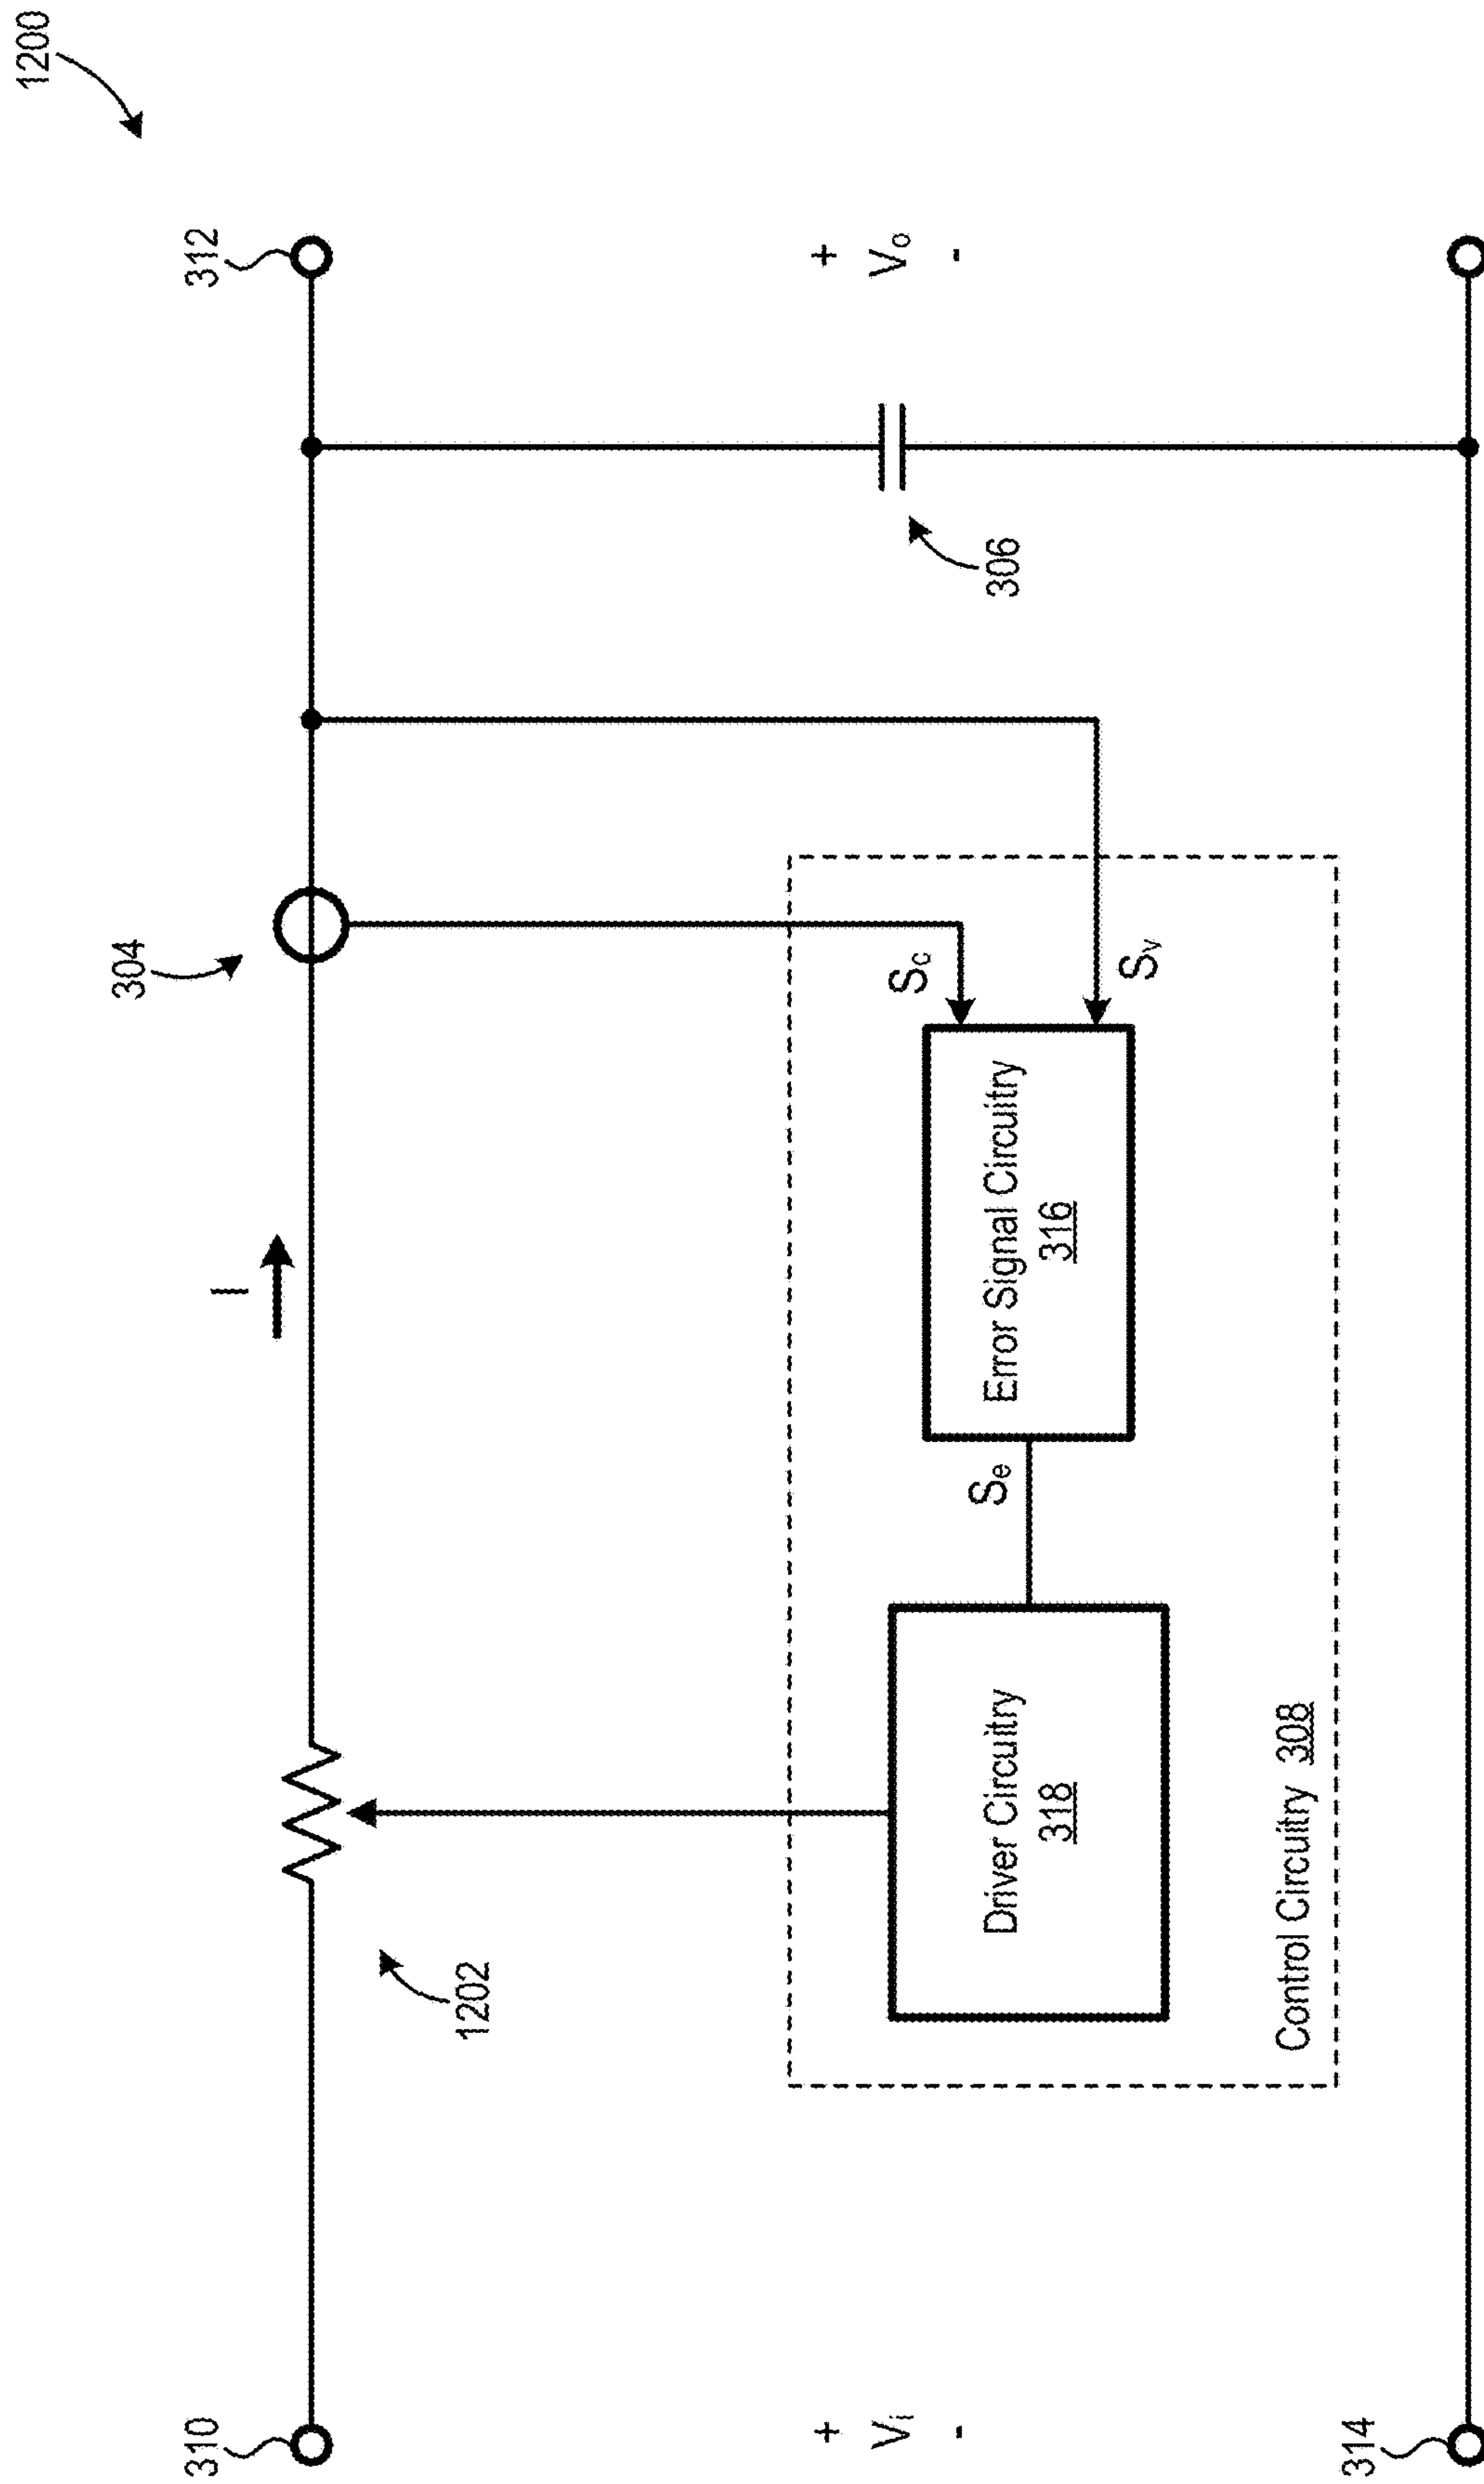 1200
310
312
304
I
1202
+
Vi
-
+
Vo
-
Sc
Sv
Se
Driver Circuitry
318
Error Signal Circuitry
316
306
Control Circuitry 308
314